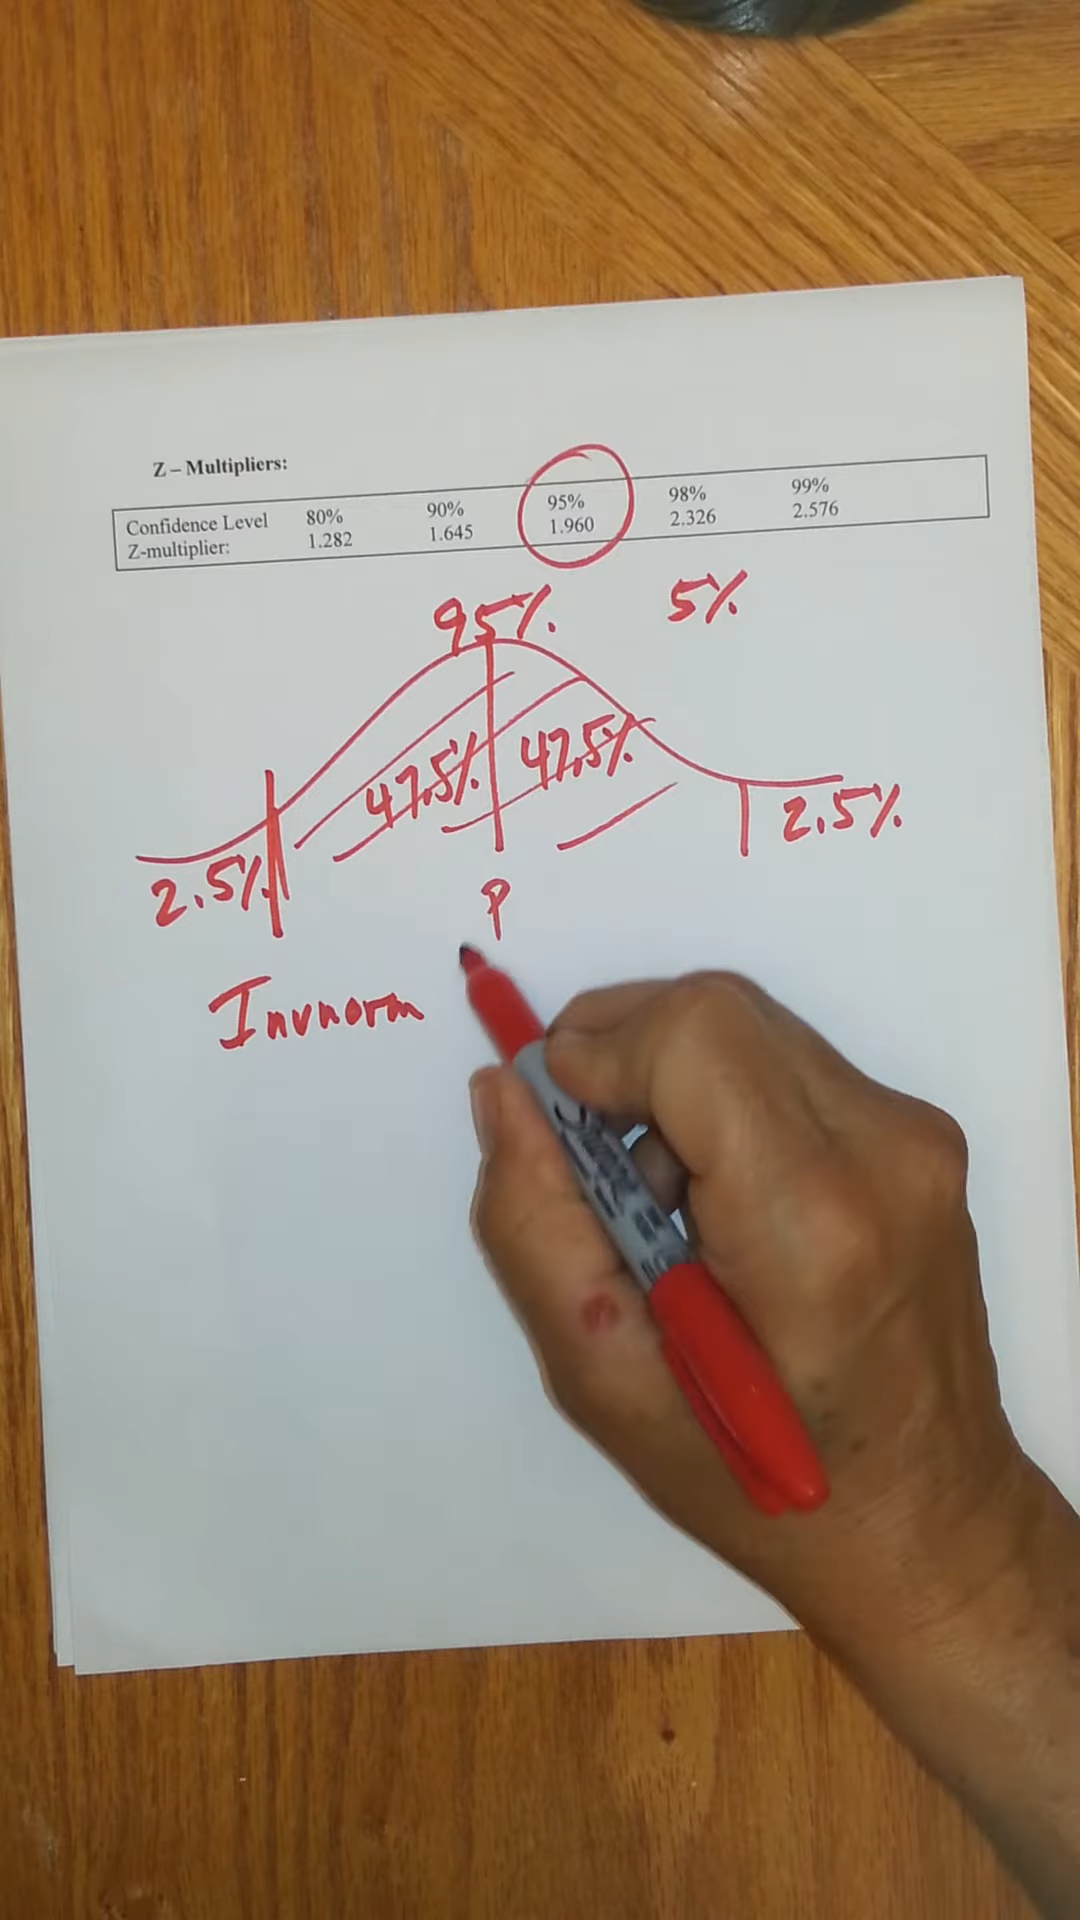 Z – Multipliers:
Confidence Level 80% 90% 95% 98% 99%
Z-multiplier: 1.282 1.645 1.960 2.326 2.576
95% 5%
47.5% 47.5%
2.5% 2.5%
P
Invnorm